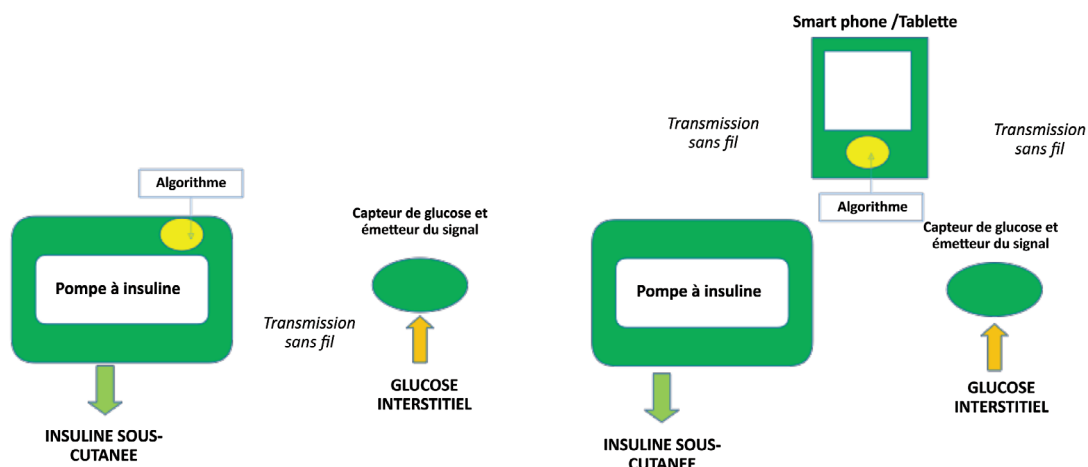 Algorithme
Pompe à insuline
Capteur de glucose et
émetteur du signal
Transmission
sans fil
GLUCOSE
INTERSTITIEL
INSULINE SOUS-
CUTANEE
Smart phone /Tablette
Transmission
sans fil
Transmission
sans fil
Algorithme
Capteur de glucose et
émetteur du signal
Pompe à insuline
GLUCOSE
INTERSTITIEL
INSULINE SOUS-
CUTANEE